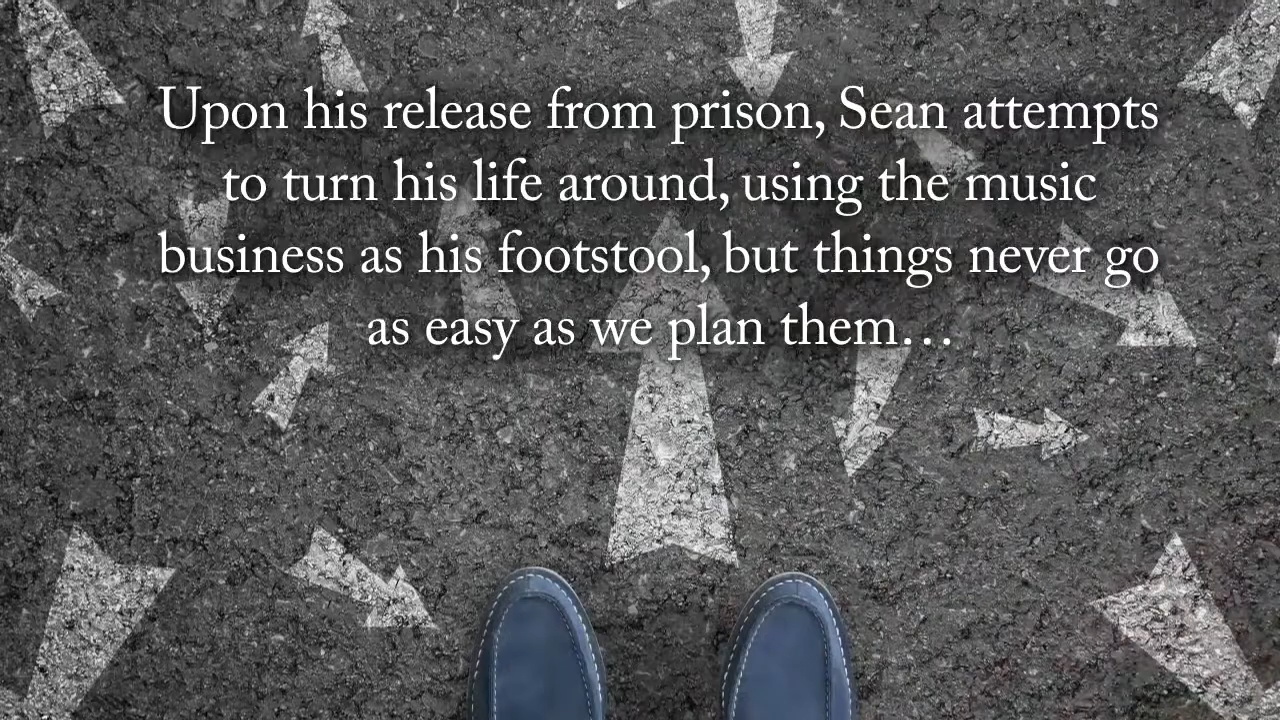 Upon his release from prison, Sean attempts
to turn his life around, using the music
business as his footstool, but things never go
as easy as we plan them...